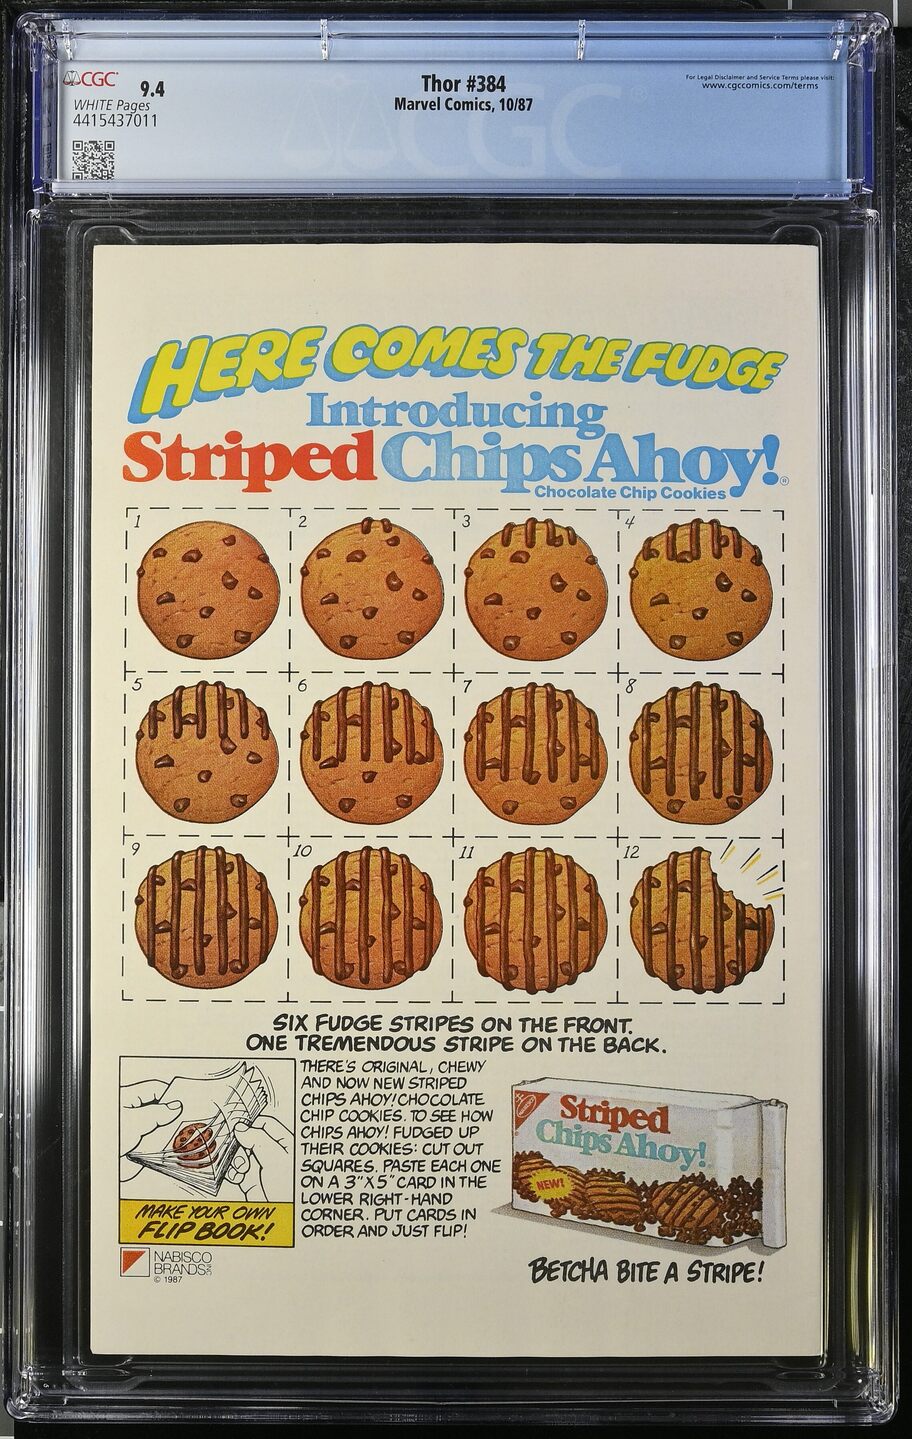 CGC
9.4
WHITE Pages
4415437011
Thor #384
Marvel Comics, 10/87
For Legal Disclaimer and Service Terms please visit:
www.cgccomics.com/terms
CGC
HERE COMES THE FUDGE
Introducing
Striped Chips Ahoy!®
Chocolate Chip Cookies
1 2 3 4
5 6 7 8
9 10 11 12
SIX FUDGE STRIPES ON THE FRONT.
ONE TREMENDOUS STRIPE ON THE BACK.
MAKE YOUR OWN
FLIP BOOK!
THERE'S ORIGINAL, CHEWY
AND NOW NEW STRIPED
CHIPS AHOY! CHOCOLATE
CHIP COOKIES. TO SEE HOW
CHIPS AHOY! FUDGED UP
THEIR COOKIES: CUT OUT
SQUARES. PASTE EACH ONE
ON A 3"X5" CARD IN THE
LOWER RIGHT-HAND
CORNER. PUT CARDS IN
ORDER AND JUST FLIP!
Striped
Chips Ahoy!
NEW!
BETCHA BITE A STRIPE!
NABISCO
BRANDS
© 1987